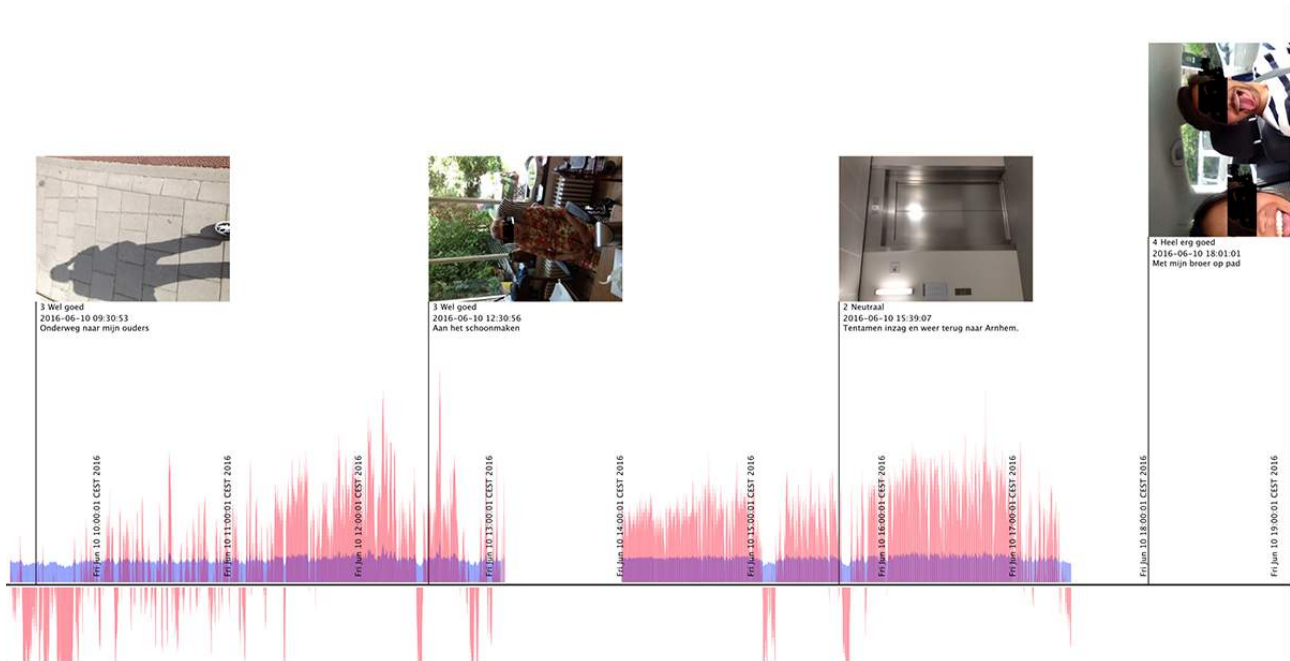 4 Heel erg goed
2016-06-10 18:01:01
Met mijn broer op pad
3 Wel goed
2016-06-10 09:30:53
Onderweg naar mijn ouders
3 Wel goed
2016-06-10 12:30:56
Aan het schoonmaken
2 Neutraal
2016-06-10 15:39:07
Tentamen inzag en weer terug naar Arnhem.
Fri Jun 10 10:00:01 CEST 2016
Fri Jun 10 11:00:01 CEST 2016
Fri Jun 10 12:00:01 CEST 2016
Fri Jun 10 13:00:01 CEST 2016
Fri Jun 10 14:00:01 CEST 2016
Fri Jun 10 15:00:01 CEST 2016
Fri Jun 10 16:00:01 CEST 2016
Fri Jun 10 17:00:01 CEST 2016
Fri Jun 10 18:00:01 CEST 2016
Fri Jun 10 19:00:01 CEST 2016